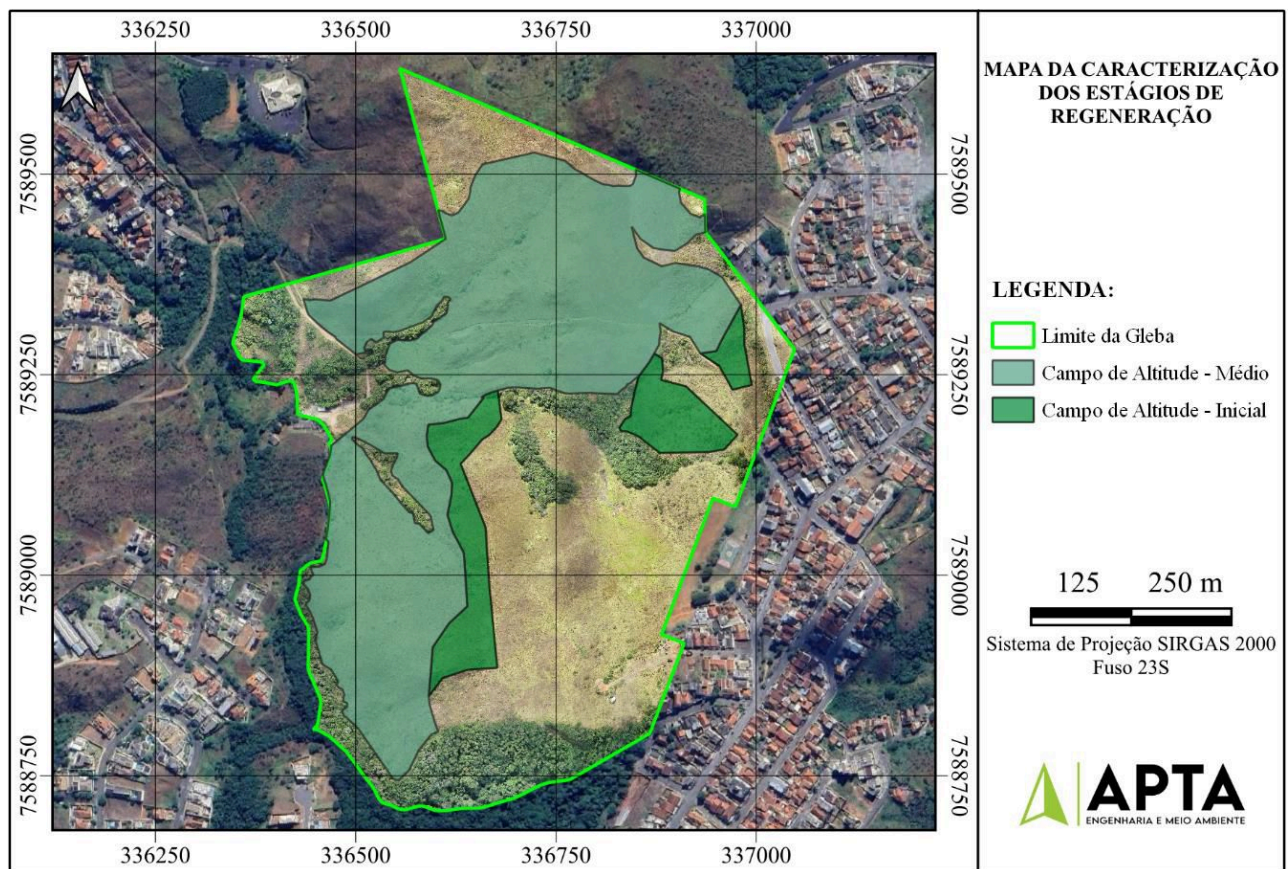 336250 336500 336750 337000
7589500
7589250
7589000
7588750
7589500
7589250
7589000
7588750
336250 336500 336750 337000
MAPA DA CARACTERIZAÇÃO
DOS ESTÁGIOS DE
REGENERAÇÃO
LEGENDA:
Limite da Gleba
Campo de Altitude - Médio
Campo de Altitude - Inicial
125 250 m
Sistema de Projeção SIRGAS 2000
Fuso 23S
APTA
ENGENHARIA E MEIO AMBIENTE